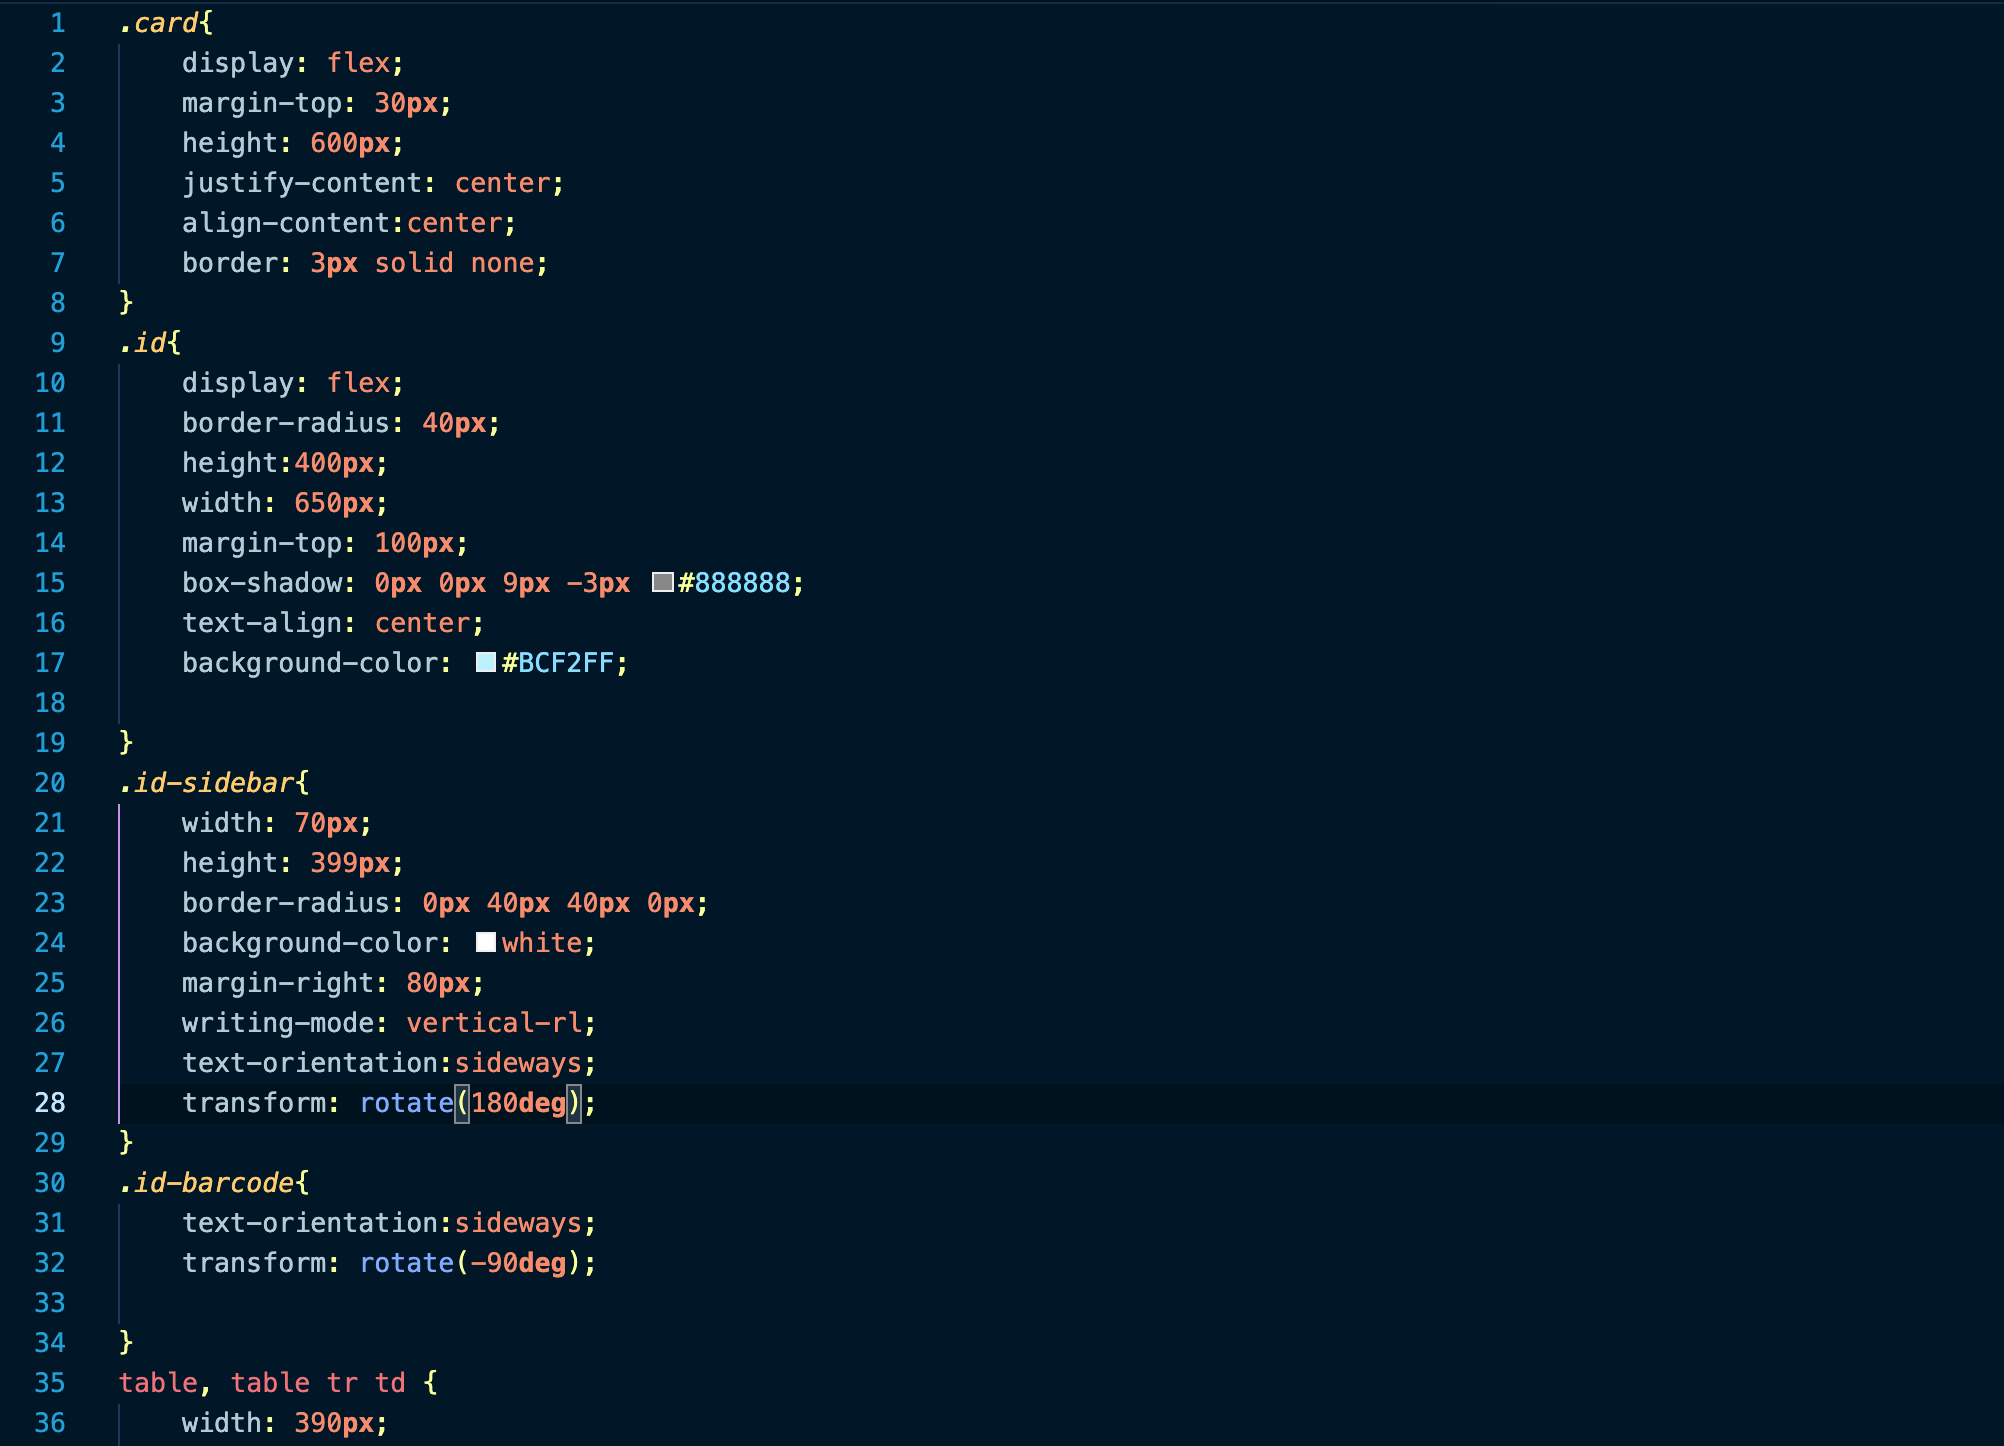 1 .card{
2 display: flex;
3 margin-top: 30px;
4 height: 600px;
5 justify-content: center;
6 align-content:center;
7 border: 3px solid none;
8 }
9 .id{
10 display: flex;
11 border-radius: 40px;
12 height:400px;
13 width: 650px;
14 margin-top: 100px;
15 box-shadow: 0px 0px 9px -3px #888888;
16 text-align: center;
17 background-color: #BCF2FF;
18
19 }
20 .id-sidebar{
21 width: 70px;
22 height: 399px;
23 border-radius: 0px 40px 40px 0px;
24 background-color: white;
25 margin-right: 80px;
26 writing-mode: vertical-rl;
27 text-orientation:sideways;
28 transform: rotate(180deg);
29 }
30 .id-barcode{
31 text-orientation:sideways;
32 transform: rotate(-90deg);
33
34 }
35 table, table tr td {
36 width: 390px;